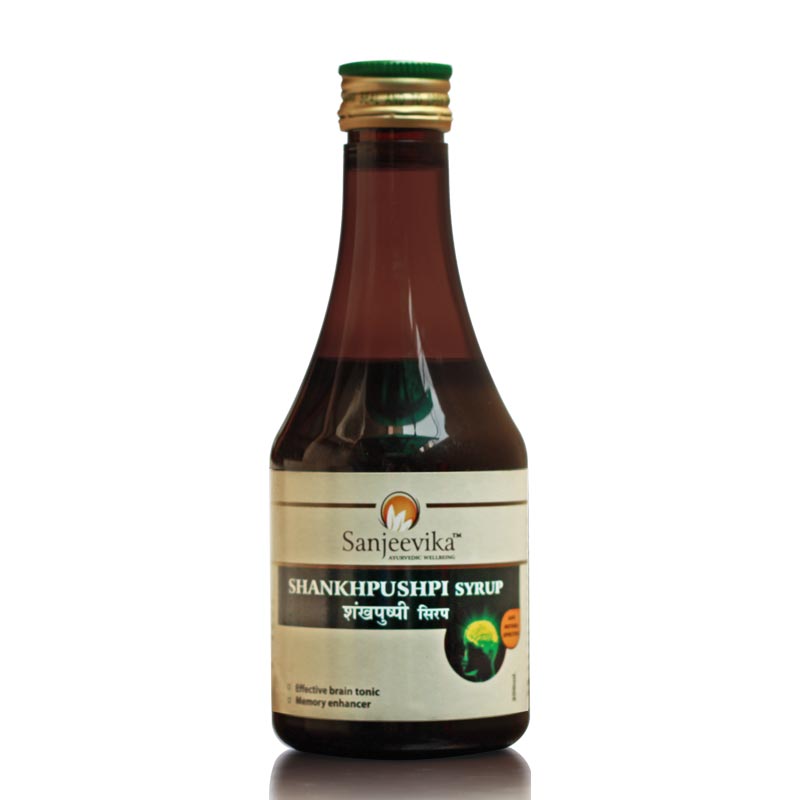 Sanjeevika™
AYURVEDIC WELLBEING
SHANKHPUSHPI SYRUP
शंखपुष्पी सिरप
Effective brain tonic
Memory enhancer